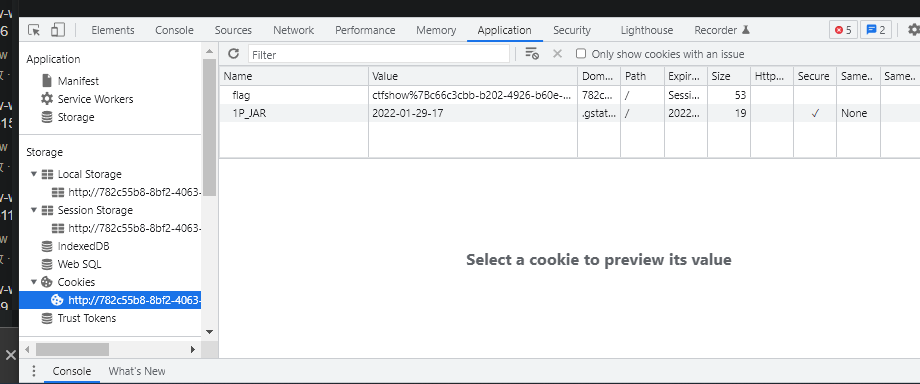 Elements Console Sources Network Performance Memory Application Security Lighthouse Recorder 5 2
Application
Manifest
Service Workers
Storage
Storage
Local Storage
http://782c55b8-8bf2-4063-
Session Storage
http://782c55b8-8bf2-4063-
IndexedDB
Web SQL
Cookies
http://782c55b8-8bf2-4063-
Trust Tokens
Filter Only show cookies with an issue
Name Value Dom... Path Expir... Size Http... Secure Same... Same...
flag ctfshow%7Bc66c3cbb-b202-4926-b60e-... 782c... / Sessi... 53
1P_JAR 2022-01-29-17 .gstat... / 2022... 19 ✓ None
Select a cookie to preview its value
Console What's New